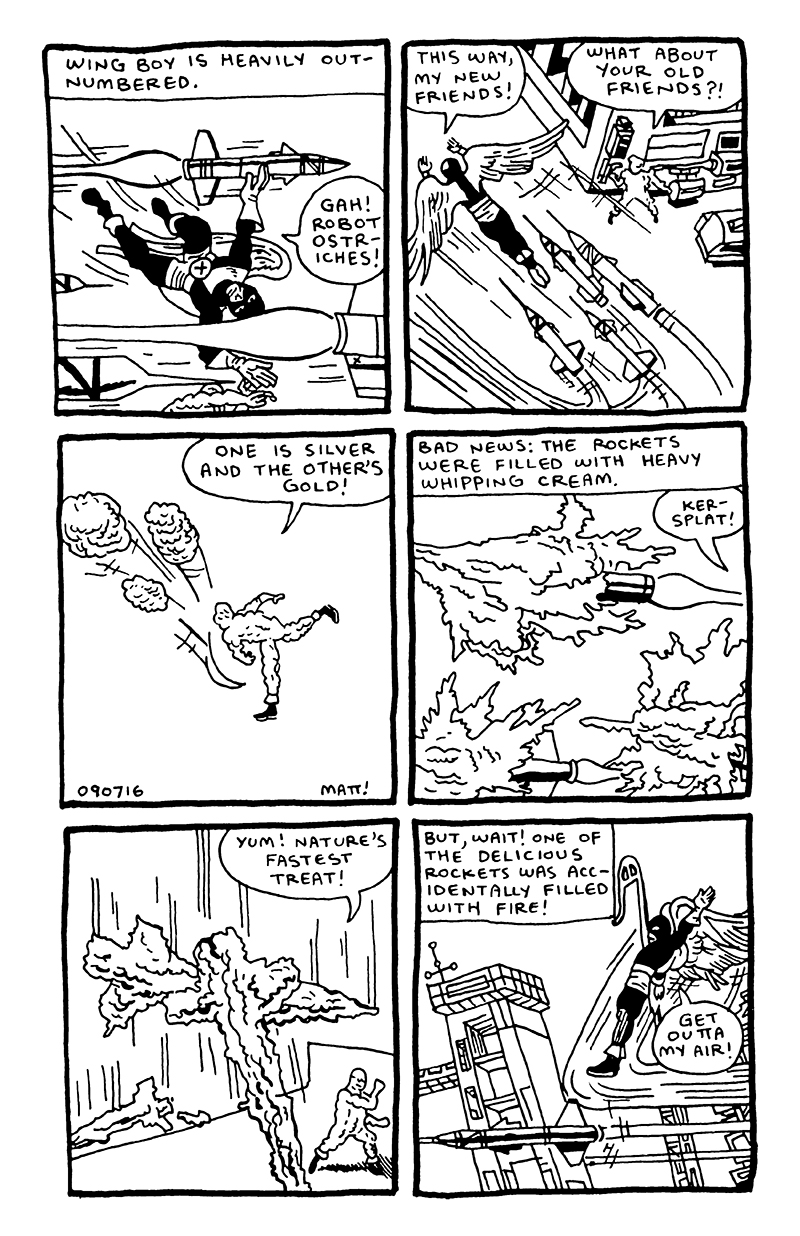 WING BOY IS HEAVILY OUT-
NUMBERED.
GAH!
ROBOT
OSTR-
ICHES!
THIS WAY,
MY NEW
FRIENDS!
WHAT ABOUT
YOUR OLD
FRIENDS?!
ONE IS SILVER
AND THE OTHER'S
GOLD!
090716
MATT!
BAD NEWS: THE ROCKETS
WERE FILLED WITH HEAVY
WHIPPING CREAM.
KER-
SPLAT!
YUM! NATURE'S
FASTEST
TREAT!
BUT, WAIT! ONE OF
THE DELICIOUS
ROCKETS WAS ACC-
IDENTALLY FILLED
WITH FIRE!
GET
OUTTA
MY AIR!